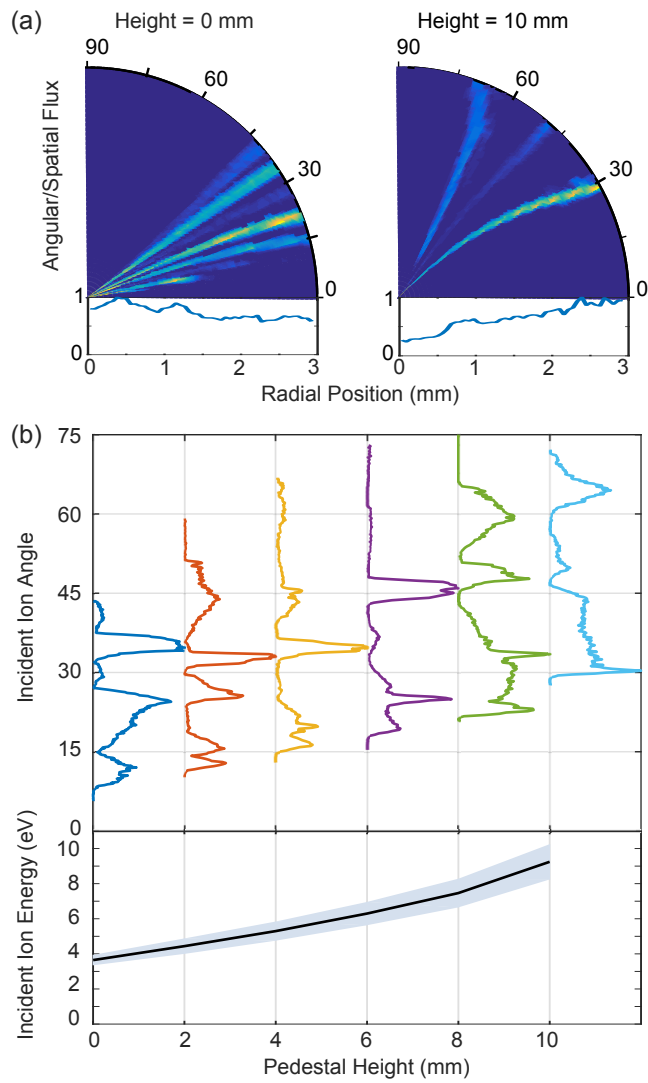 (a)
Height = 0 mm
Height = 10 mm
90
60
30
0
90
60
30
0
Angular/Spatial Flux
1
0
1
0
0 1 2 3
0 1 2 3
Radial Position (mm)
(b)
75
60
45
30
15
0
Incident Ion Angle
10
8
6
4
2
0
Incident Ion Energy (eV)
0 2 4 6 8 10
Pedestal Height (mm)